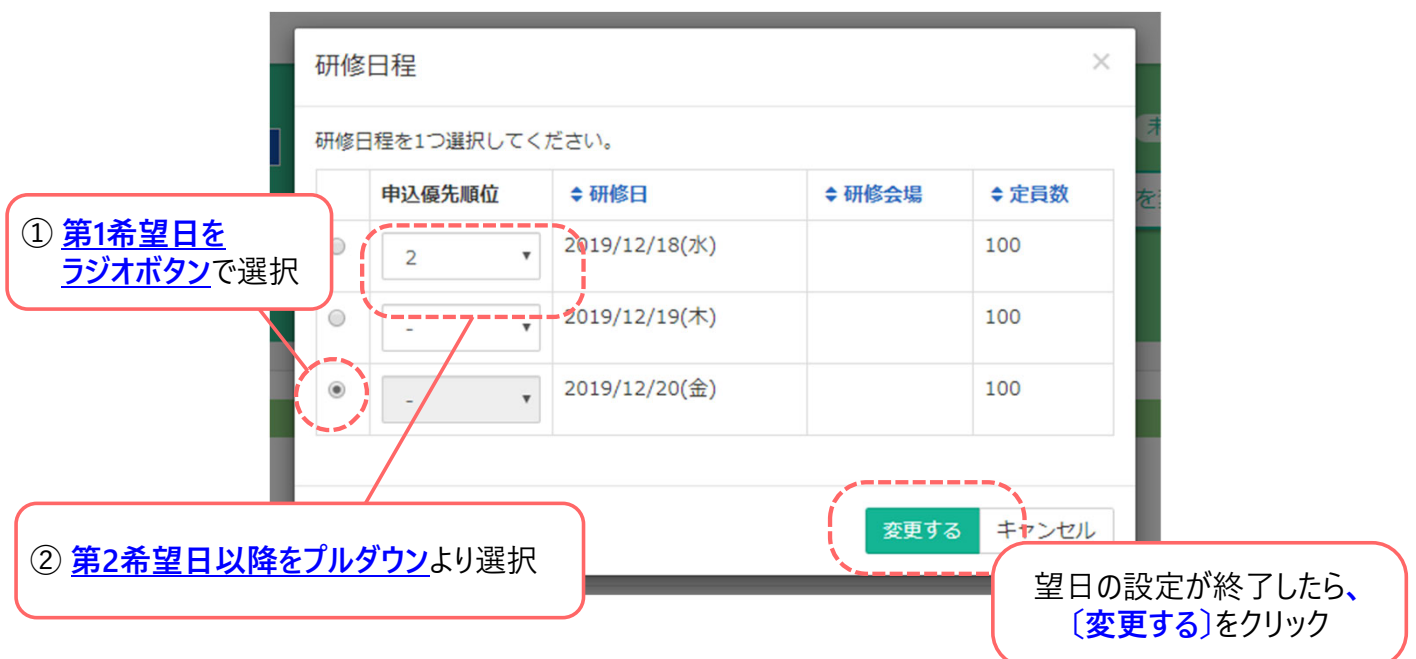 研修日程
×
未
研修日程を1つ選択してください。
申込優先順位 研修日 研修会場 定員数
を
① 第1希望日を
ラジオボタンで選択
2 2019/12/18(水) 100
- 2019/12/19(木) 100
- 2019/12/20(金) 100
変更する キャンセル
② 第2希望日以降をプルダウンより選択
望日の設定が終了したら、
〔変更する〕をクリック